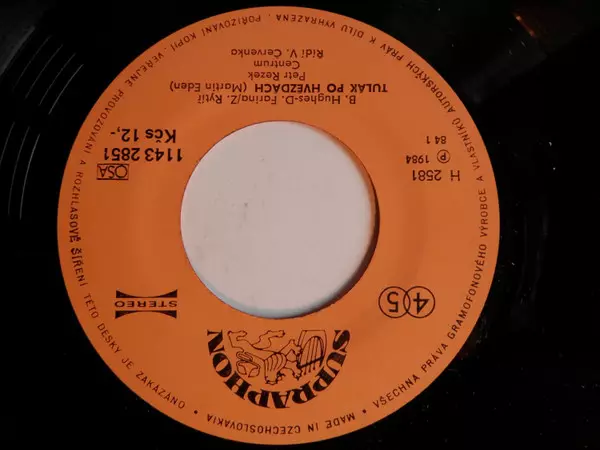 SUPRAPHON
45
STEREO
H 2581
Ⓟ 1984
84 1
1143 2851
Kčs 12,-
OSA
B. Hughes-D. Farina/Z. Rytíř
TULÁK PO HVĚZDÁCH (Martin Eden)
Petr Rezek
Centrum
Řídí V. Červenka
MADE IN CZECHOSLOVAKIA • VŠECHNA PRÁVA GRAMOFONOVÉHO VÝROBCE A VLASTNÍKŮ AUTORSKÝCH PRÁV K DÍLU VYHRAZENA. POŘIZOVÁNÍ KOPIÍ, VEŘEJNÉ PROVOZOVÁNÍ A ROZHLASOVÉ ŠÍŘENÍ TÉTO DESKY JE ZAKÁZÁNO •